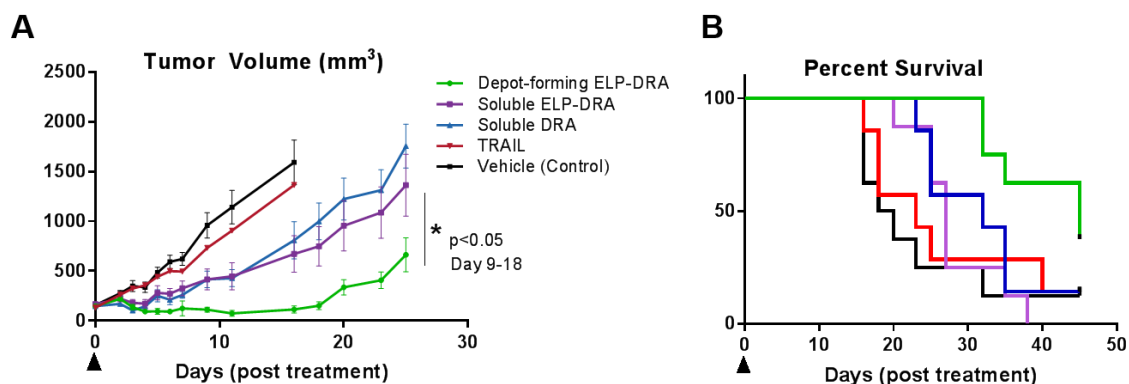 A
Tumor Volume (mm³)
2500
2000
1500
1000
500
0
0
10
20
30
Days (post treatment)
Depot-forming ELP-DRA
Soluble ELP-DRA
Soluble DRA
TRAIL
Vehicle (Control)
* p<0.05
Day 9-18
B
Percent Survival
100
50
0
0
10
20
30
40
50
Days (post treatment)